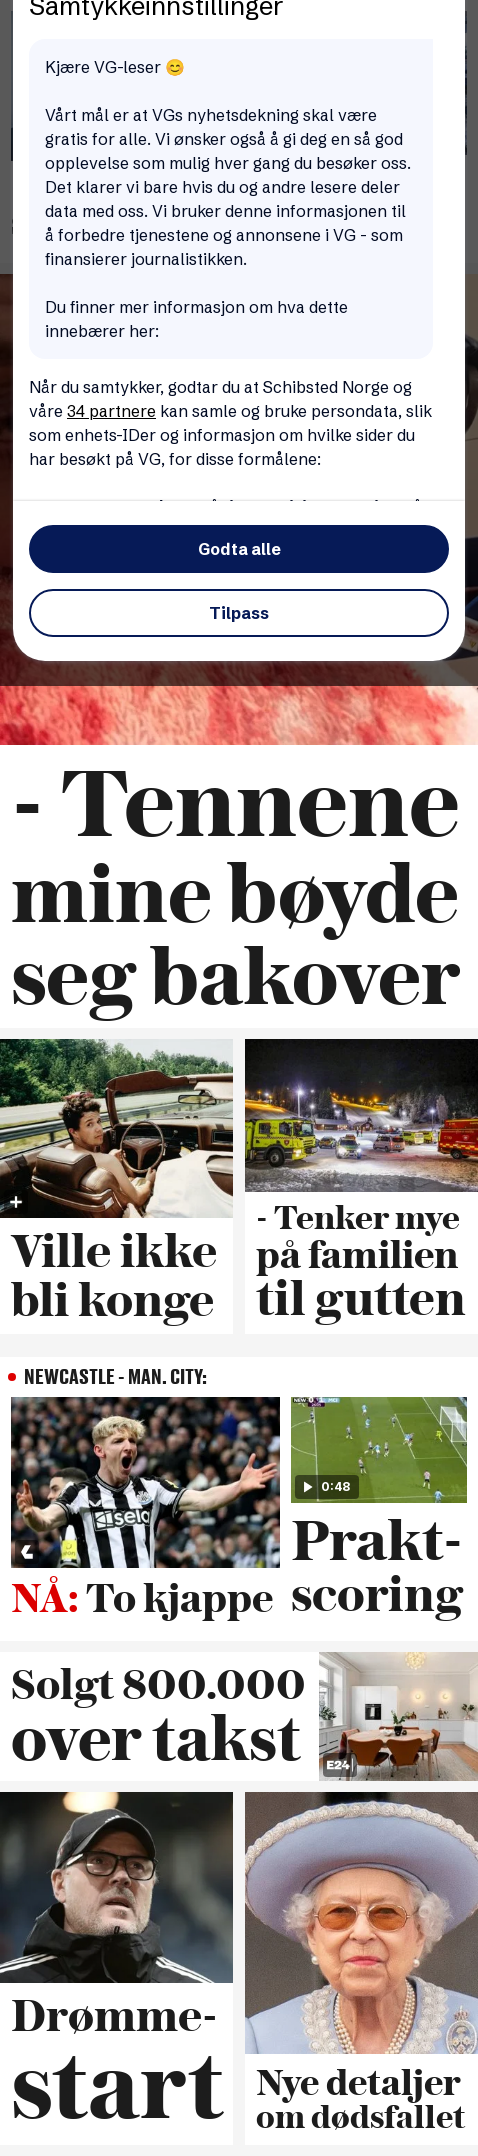 Samtykkeinnstillinger
Kjære VG-leser 😊
Vårt mål er at VGs nyhetsdekning skal være
gratis for alle. Vi ønsker også å gi deg en så god
opplevelse som mulig hver gang du besøker oss.
Det klarer vi bare hvis du og andre lesere deler
data med oss. Vi bruker denne informasjonen til
å forbedre tjenestene og annonsene i VG - som
finansierer journalistikken.
Du finner mer informasjon om hva dette
innebærer her:
Når du samtykker, godtar du at Schibsted Norge og
våre 34 partnere kan samle og bruke persondata, slik
som enhets-IDer og informasjon om hvilke sider du
har besøkt på VG, for disse formålene:
Godta alle
Tilpass
- Tennene
mine bøyde
seg bakover
Ville ikke
bli konge
- Tenker mye
på familien
til gutten
NEWCASTLE - MAN. CITY:
sela
NÅ: To kjappe
0:48
Prakt-
scoring
Solgt 800.000
over takst
E24
Drømme-
start
Nye detaljer
om dødsfallet